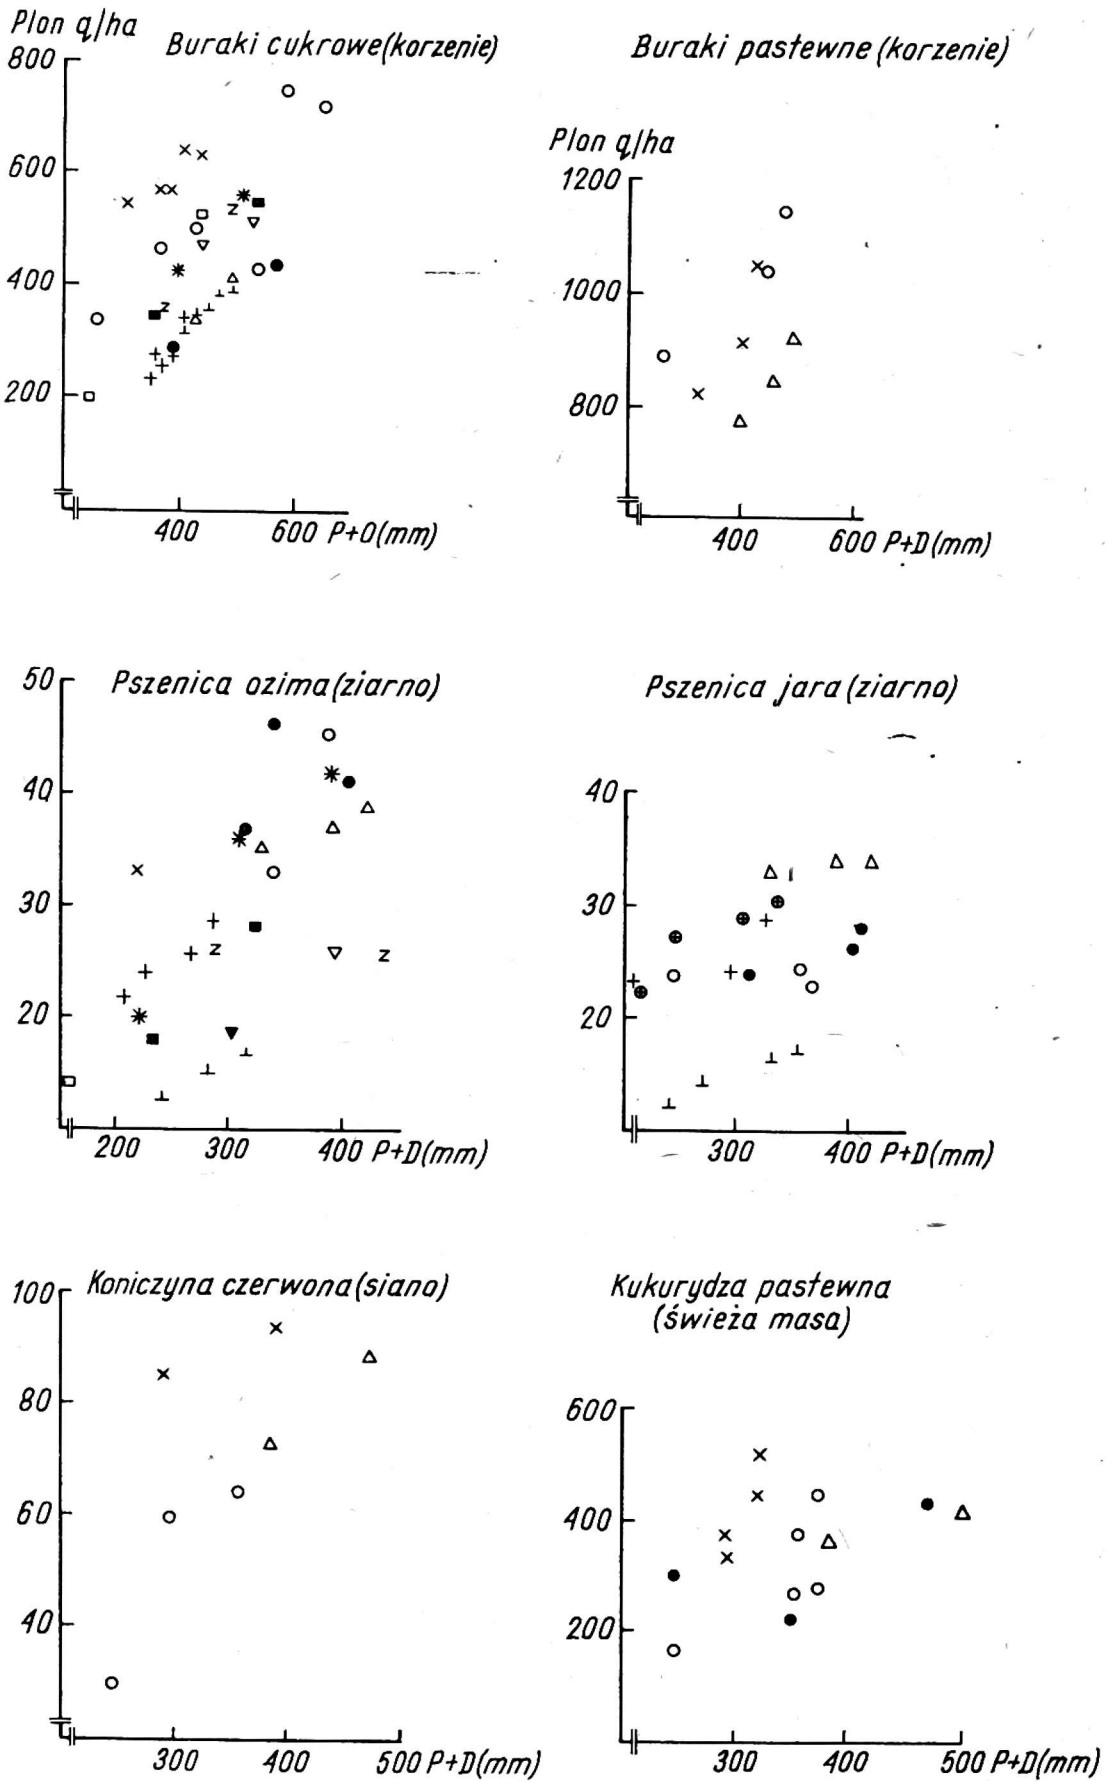 Plon q/ha
Buraki cukrowe (korzenie)
800
600
400
200
400
600 P+O(mm)
Buraki pastewne (korzenie)
Plon q/ha
1200
1000
800
400
600 P+D(mm)
Pszenica ozima (ziarno)
50
40
30
20
200
300
400 P+D(mm)
Pszenica jara (ziarno)
40
30
20
300
400 P+D(mm)
Koniczyna czerwona (siano)
100
80
60
40
300
400
500 P+D(mm)
Kukurydza pastewna
(świeża masa)
600
400
200
300
400
500 P+D(mm)